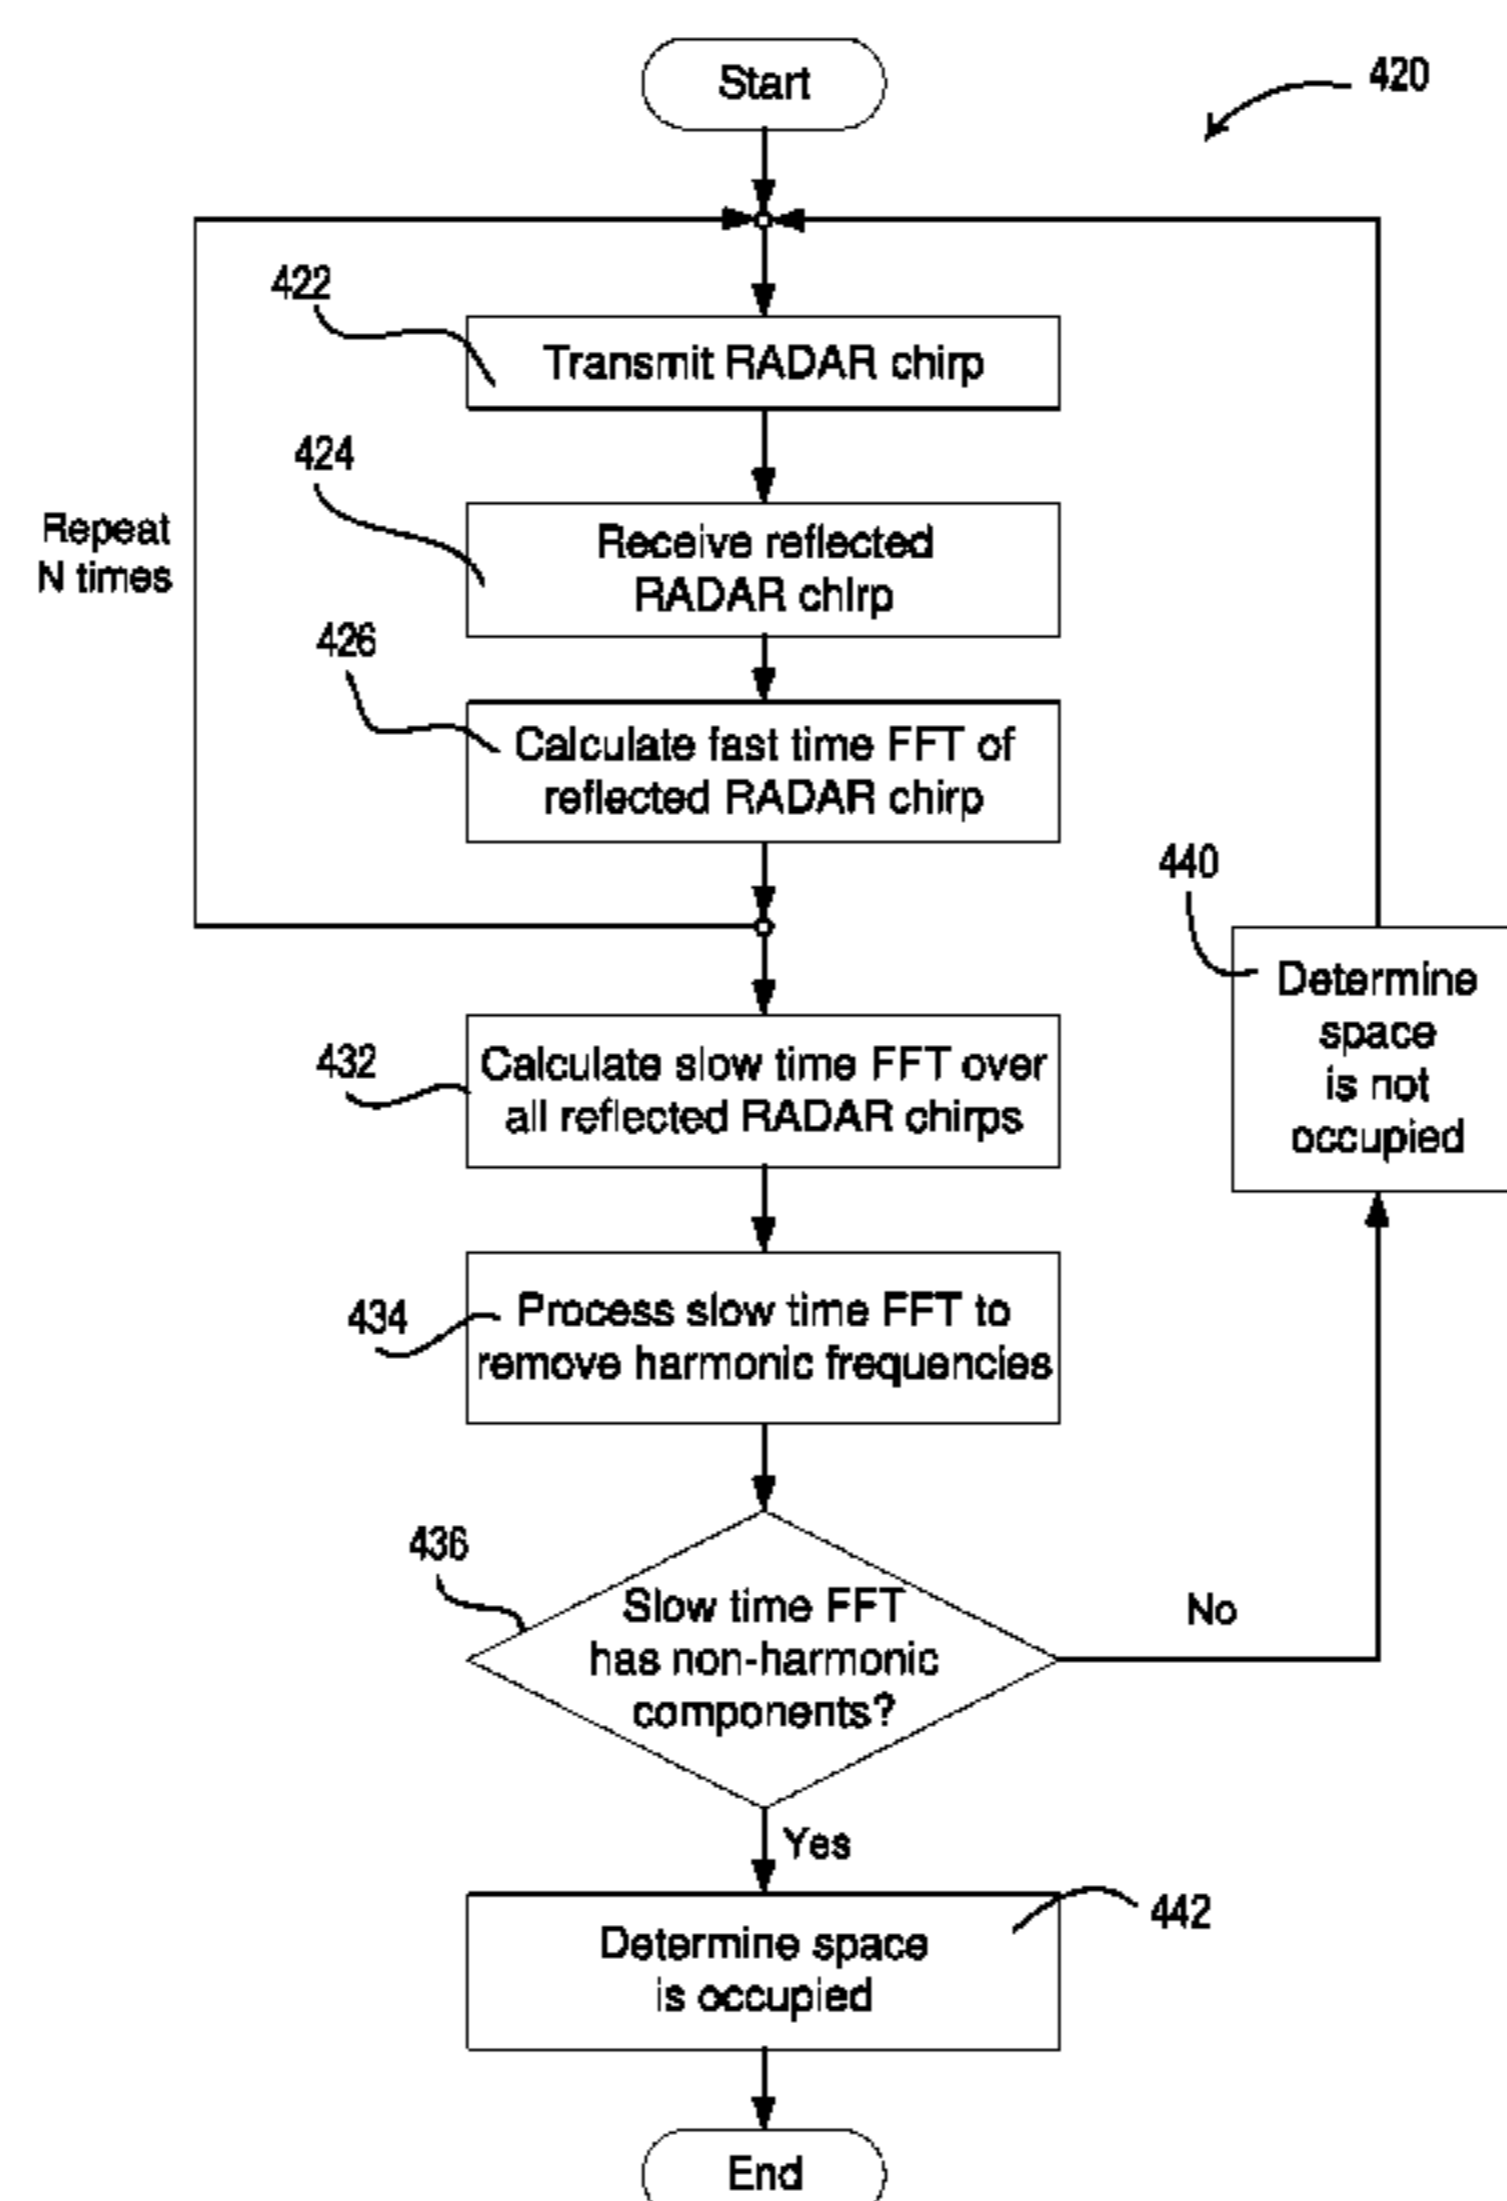 Start
420
422
Transmit RADAR chirp
424
Repeat
N times
Receive reflected
RADAR chirp
426
Calculate fast time FFT of
reflected RADAR chirp
440
Determine
space
is not
occupied
432
Calculate slow time FFT over
all reflected RADAR chirps
434
Process slow time FFT to
remove harmonic frequencies
436
Slow time FFT
has non-harmonic
components?
No
Yes
442
Determine space
is occupied
End